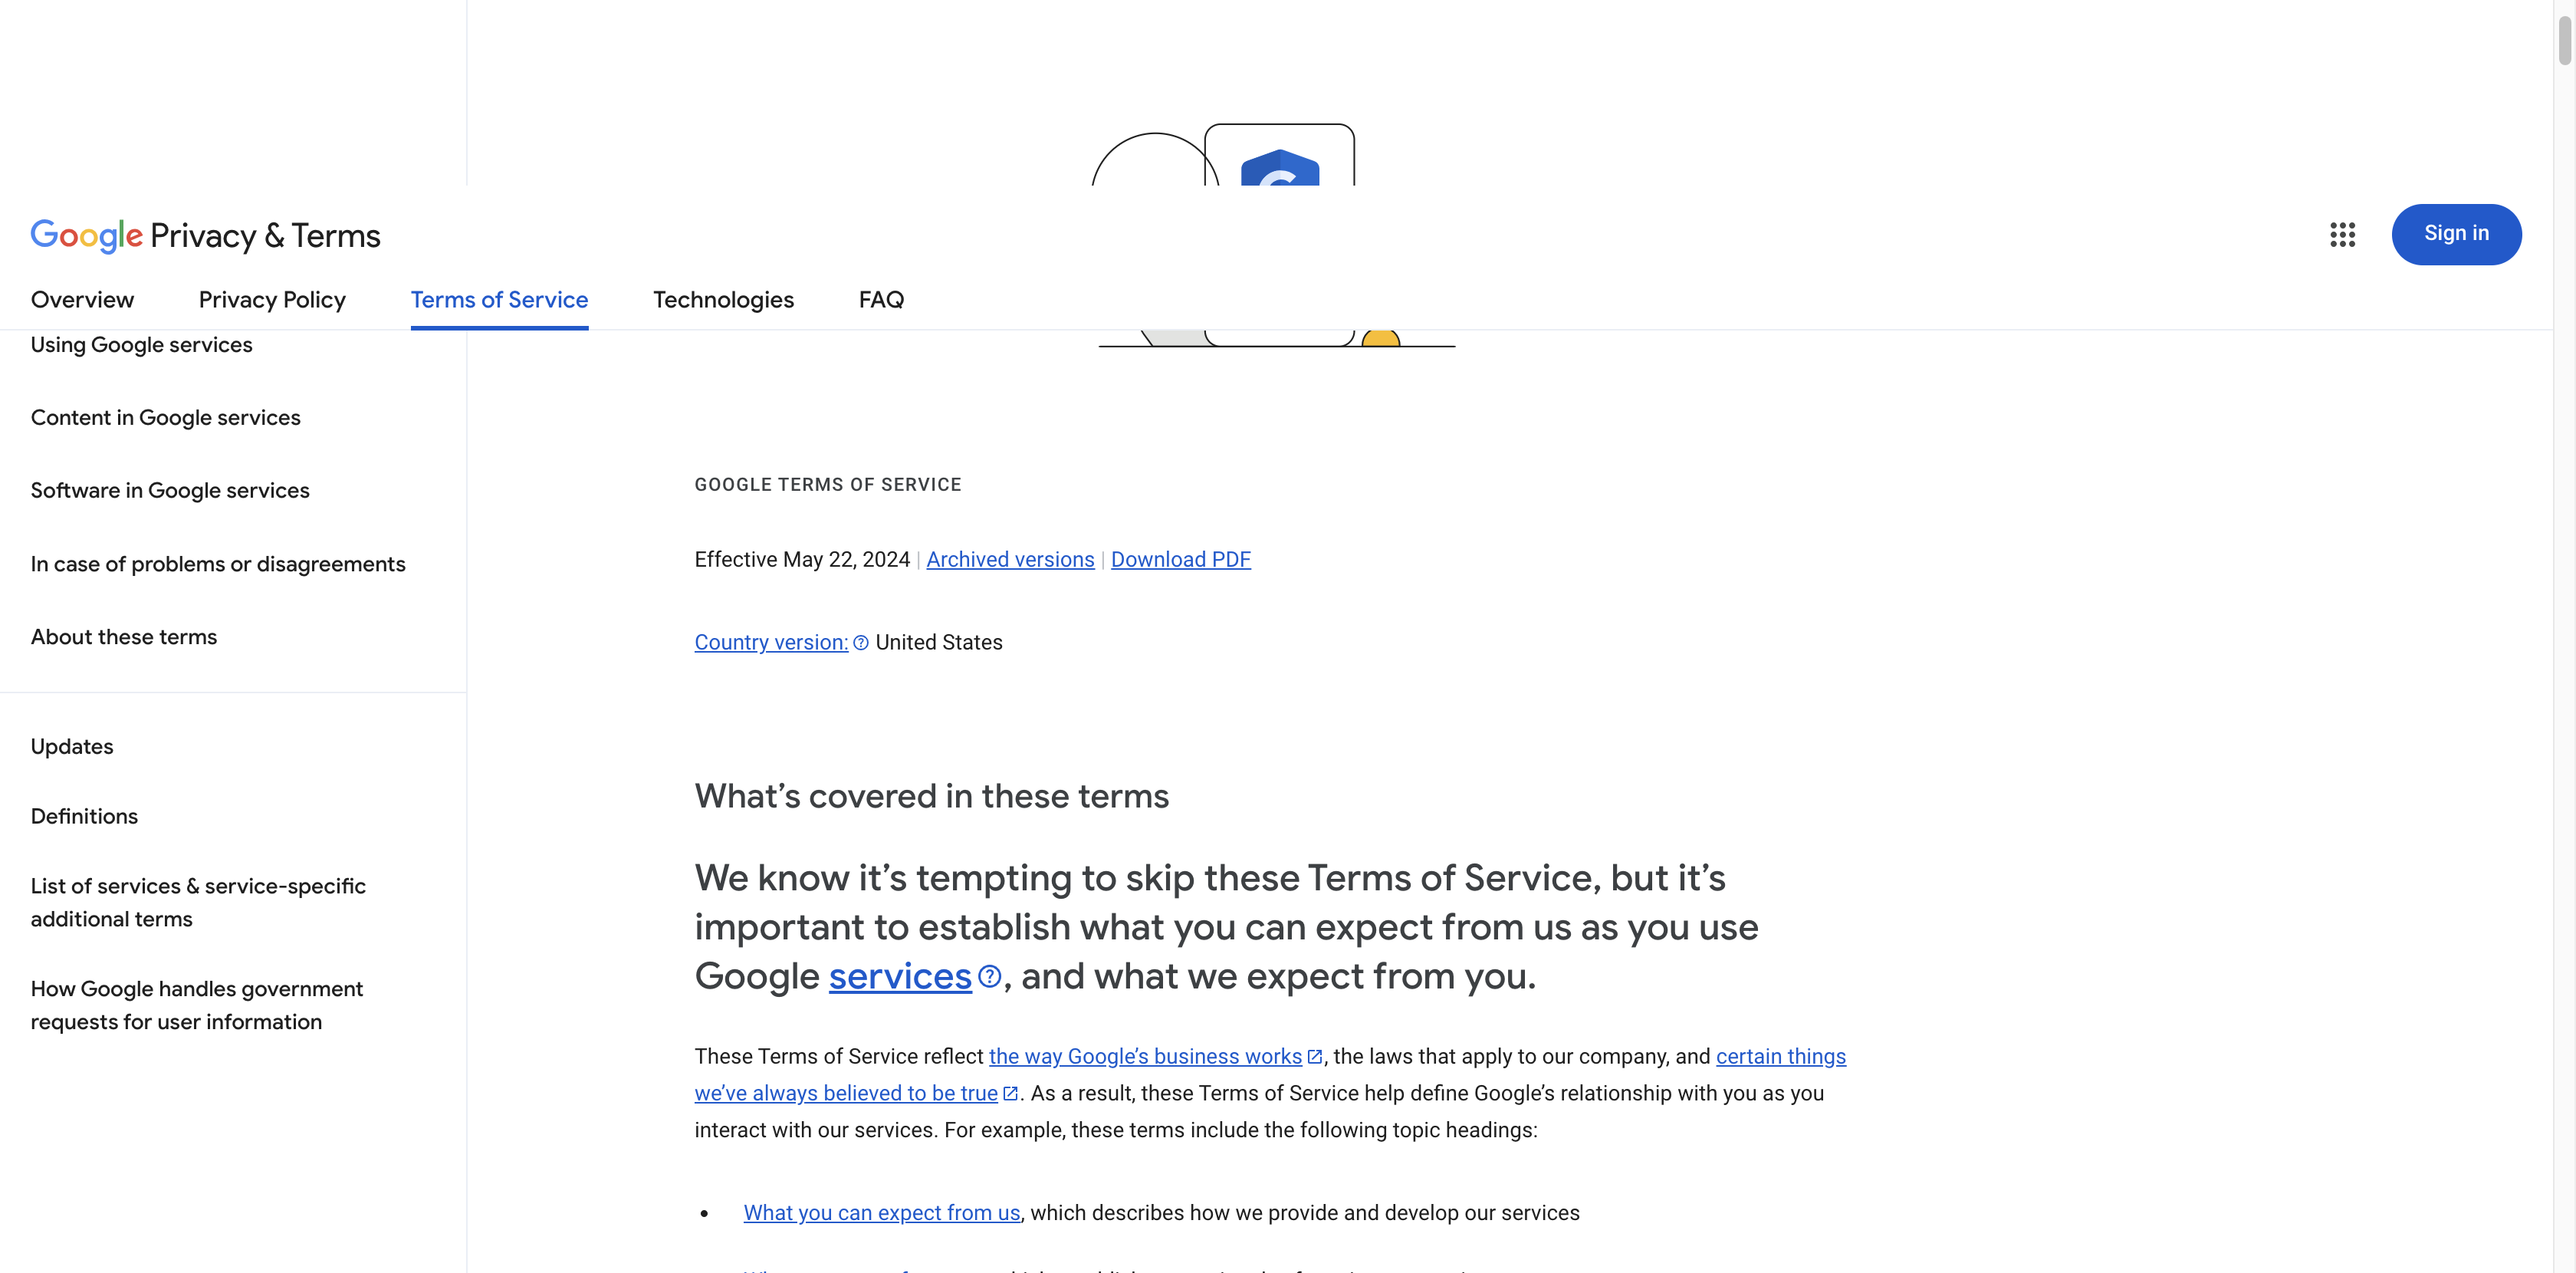 Google Privacy & Terms
Sign in
Overview
Privacy Policy
Terms of Service
Technologies
FAQ
Using Google services
Content in Google services
Software in Google services
In case of problems or disagreements
About these terms
Updates
Definitions
List of services & service-specific
additional terms
How Google handles government
requests for user information
GOOGLE TERMS OF SERVICE
Effective May 22, 2024 | Archived versions | Download PDF
Country version: United States
What’s covered in these terms
We know it’s tempting to skip these Terms of Service, but it’s
important to establish what you can expect from us as you use
Google services, and what we expect from you.
These Terms of Service reflect the way Google’s business works, the laws that apply to our company, and certain things
we’ve always believed to be true. As a result, these Terms of Service help define Google’s relationship with you as you
interact with our services. For example, these terms include the following topic headings:
• What you can expect from us, which describes how we provide and develop our services